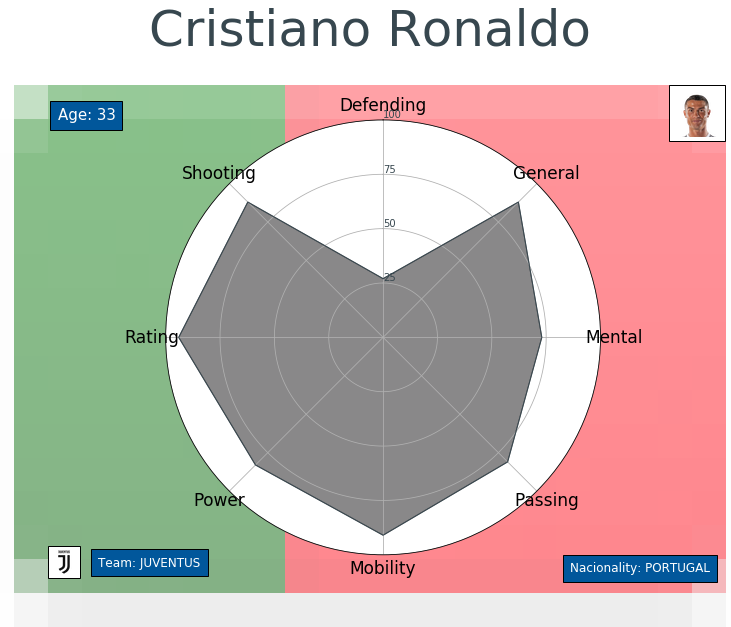 Cristiano Ronaldo
Age: 33
Defending
100
Shooting
General
75
50
25
Rating
Mental
Power
Passing
Mobility
Team: JUVENTUS
Nacionality: PORTUGAL